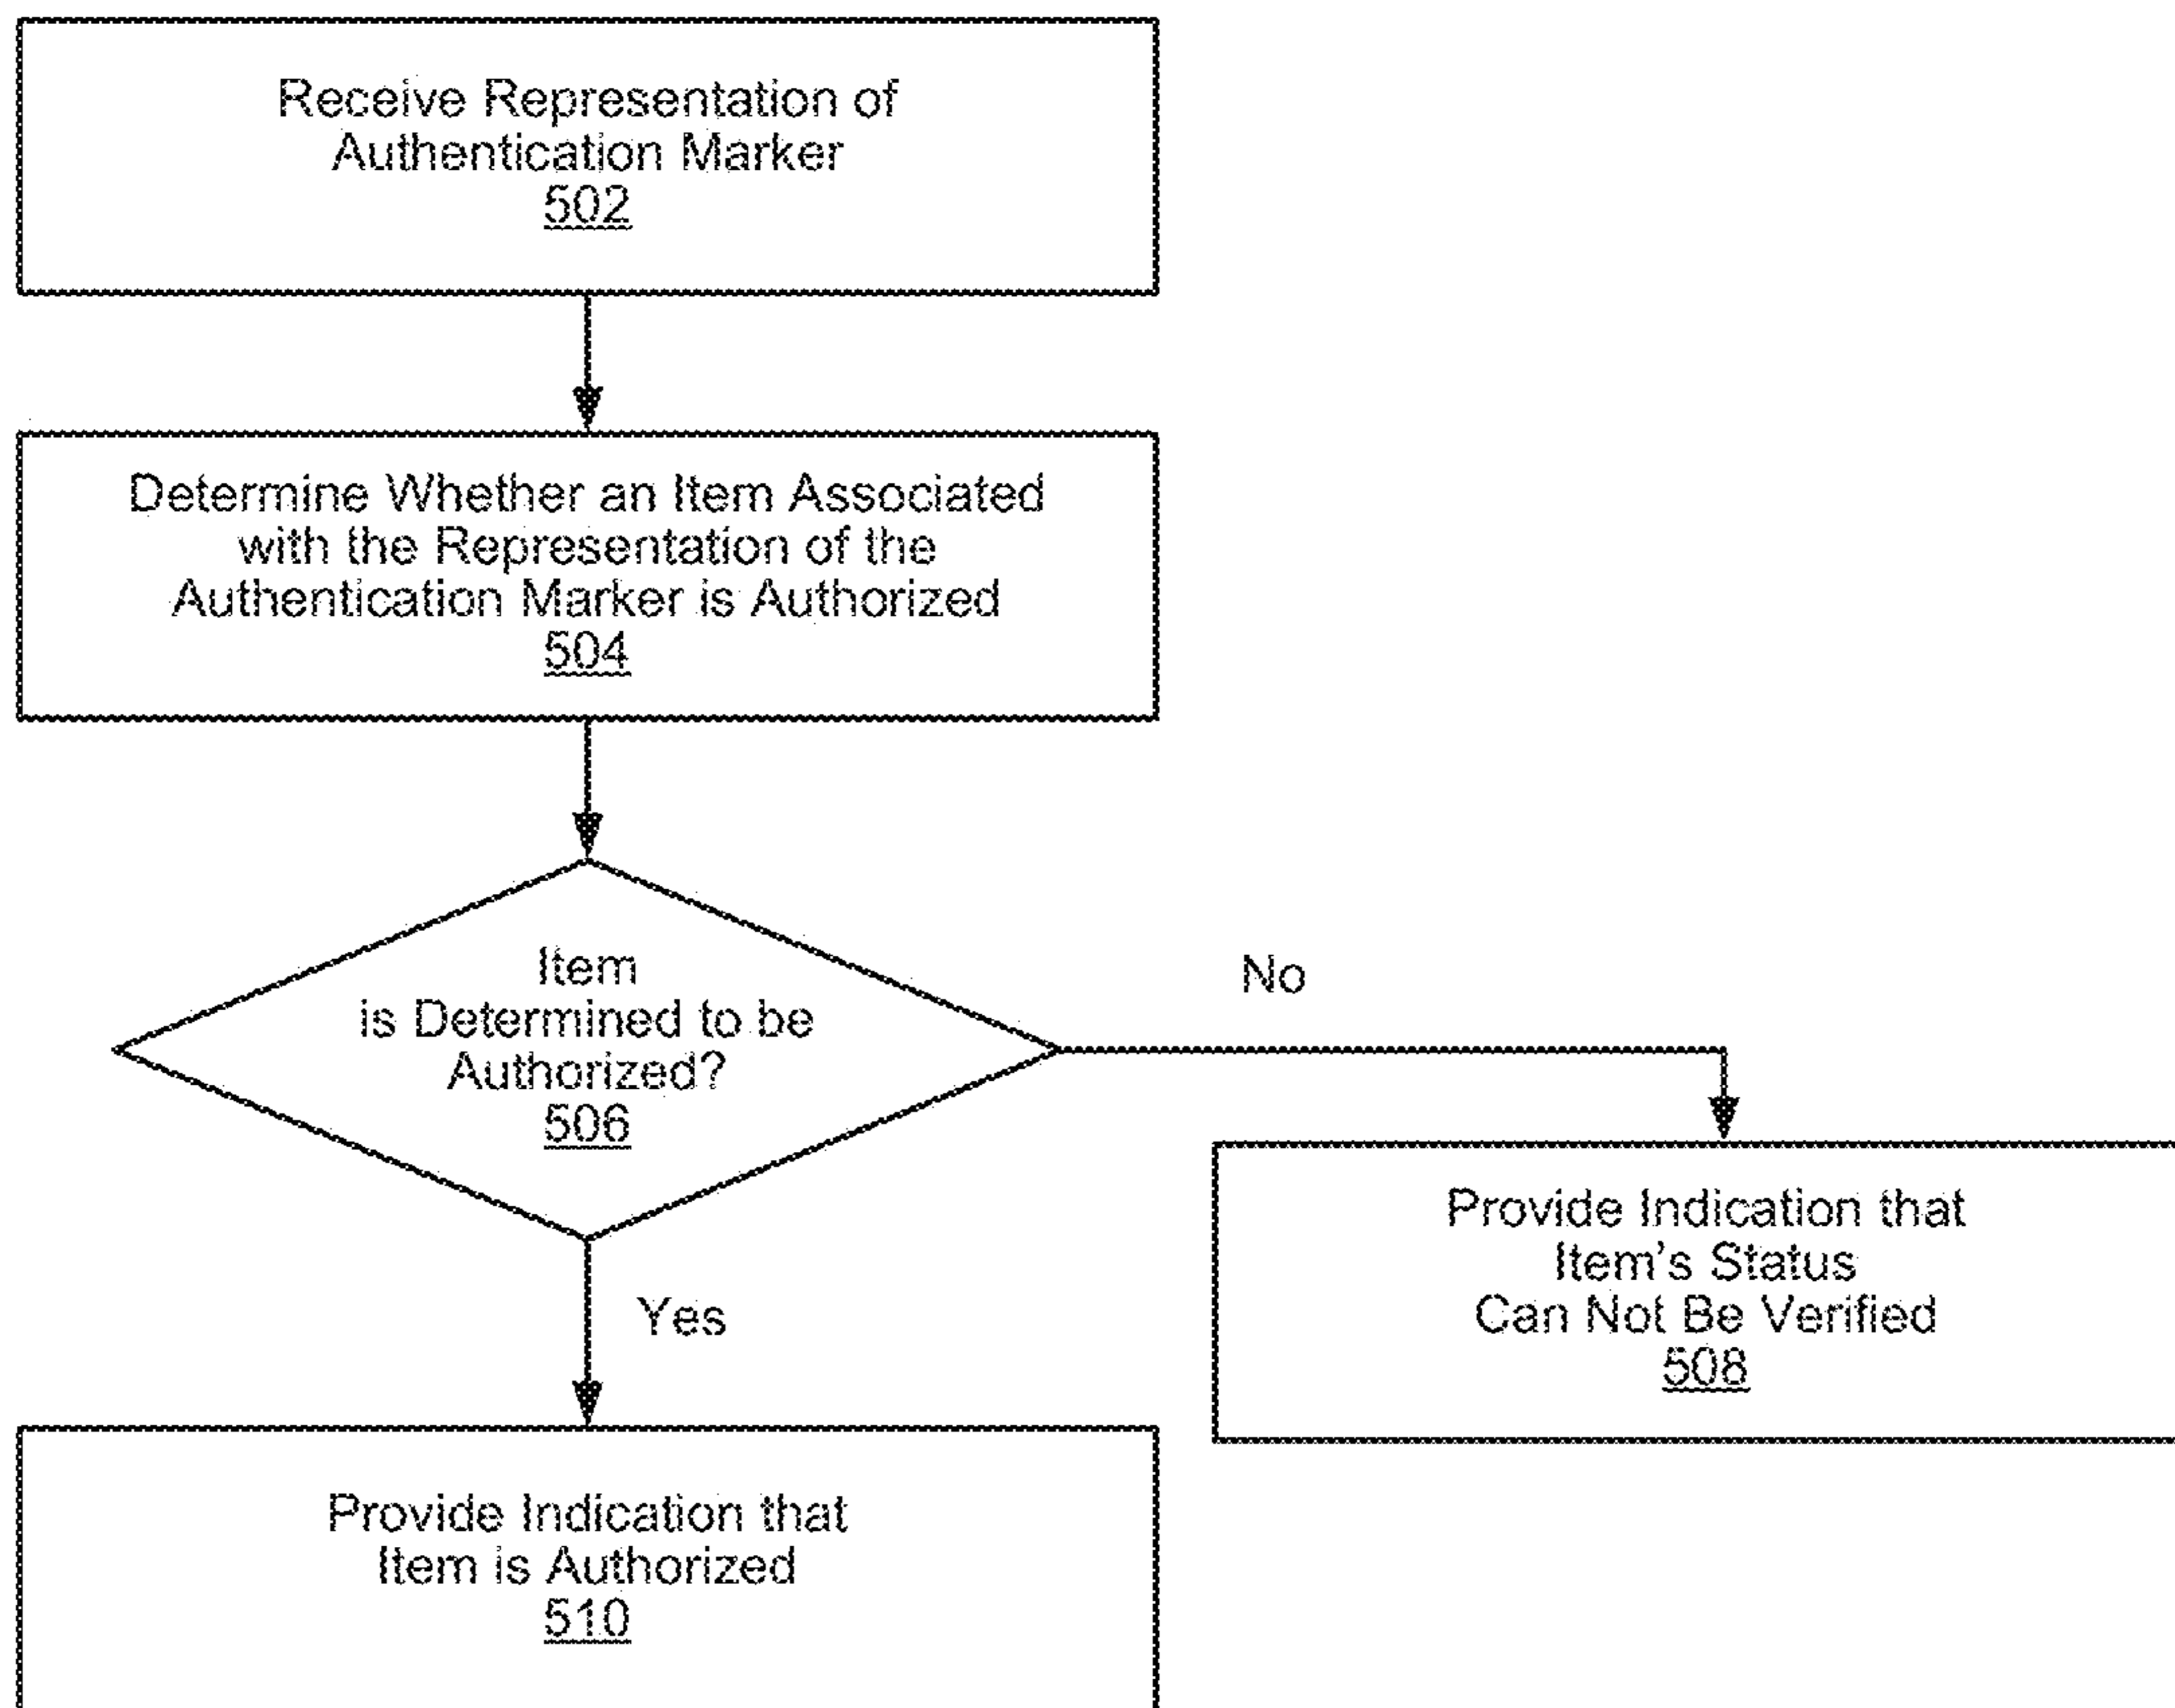 Receive Representation of
Authentication Marker
502
Determine Whether an Item Associated
with the Representation of the
Authentication Marker is Authorized
504
Item
is Determined to be
Authorized?
506
No
Yes
Provide Indication that
Item's Status
Can Not Be Verified
508
Provide Indication that
Item is Authorized
510